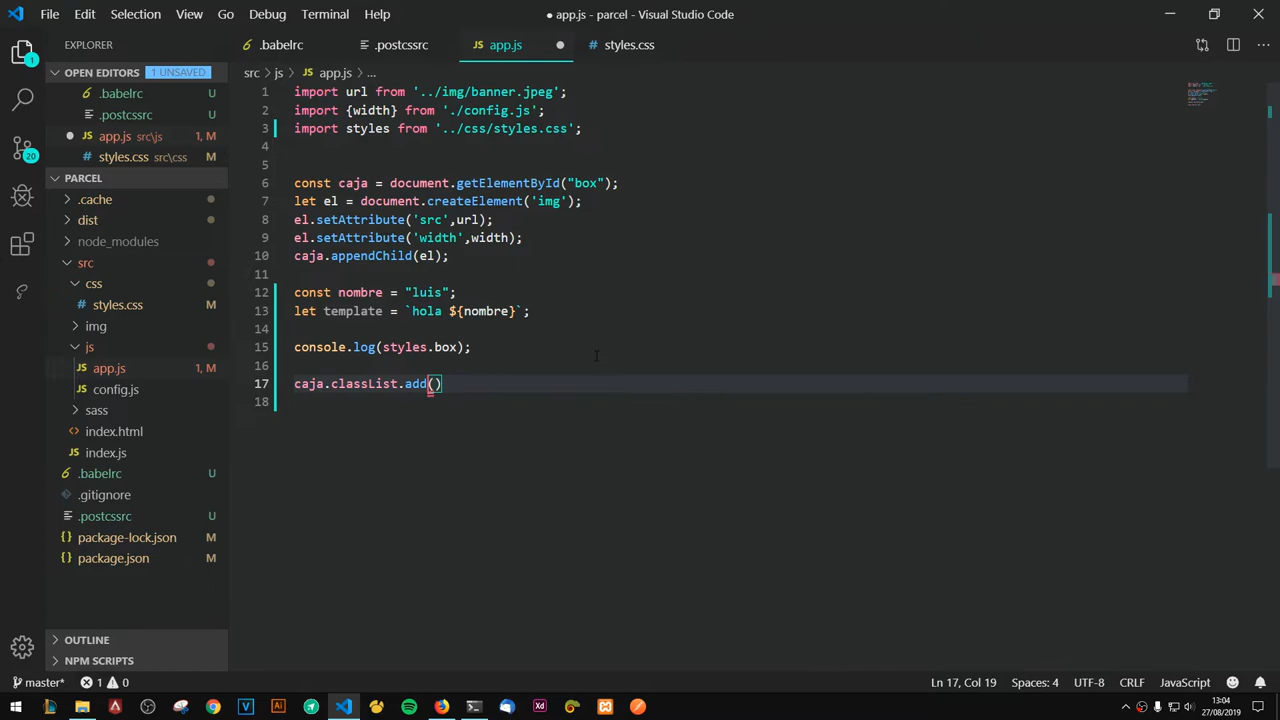 File Edit Selection View Go Debug Terminal Help
● app.js - parcel - Visual Studio Code
EXPLORER
.babelrc
.postcssrc
JS app.js
# styles.css
OPEN EDITORS 1 UNSAVED
.babelrc U
.postcssrc U
JS app.js src\js 1, M
# styles.css src\css M
PARCEL
.cache
dist
node_modules
src
css
# styles.css M
img
js
JS app.js 1, M
JS config.js
sass
<> index.html
JS index.js
.babelrc U
.gitignore
.postcssrc U
{} package-lock.json M
{} package.json M
OUTLINE
NPM SCRIPTS
1
20
src > js > JS app.js > ...
1 import url from '../img/banner.jpeg';
2 import {width} from './config.js';
3 import styles from '../css/styles.css';
4
5
6 const caja = document.getElementById("box");
7 let el = document.createElement('img');
8 el.setAttribute('src',url);
9 el.setAttribute('width',width);
10 caja.appendChild(el);
11
12 const nombre = "luis";
13 let template = `hola ${nombre}`;
14
15 console.log(styles.box);
16
17 caja.classList.add()
18
master* 1 0
Ln 17, Col 19 Spaces: 4 UTF-8 CRLF JavaScript
V Ai Xd
13:04
27/08/2019